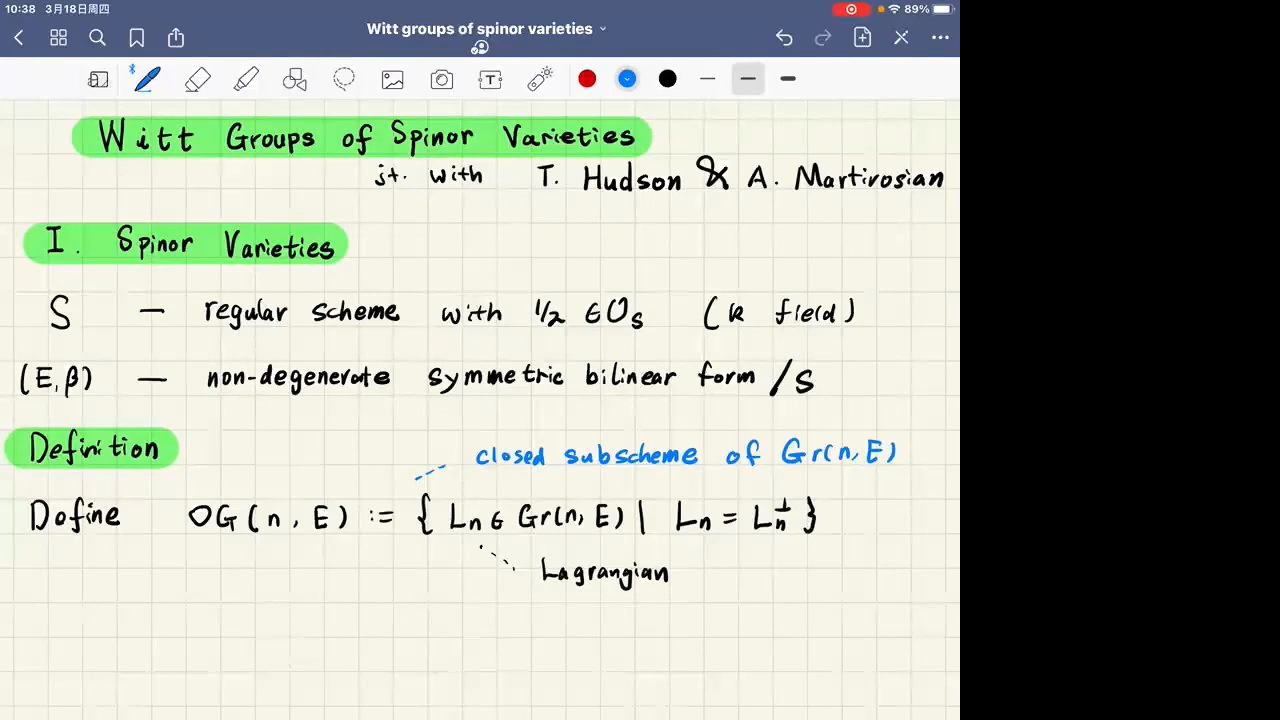 10:38 3月18日周四
89%
Witt groups of spinor varieties
Witt Groups of Spinor Varieties
jt. with T. Hudson & A. Martirosian
I. Spinor Varieties
S — regular scheme with 1/2 ∈ O_S (k field)
(E, β) — non-degenerate symmetric bilinear form /S
Definition
closed subscheme of Gr(n, E)
Define OG(n, E) := { L_n ∈ Gr(n, E) | L_n = L_n^⊥ }
Lagrangian